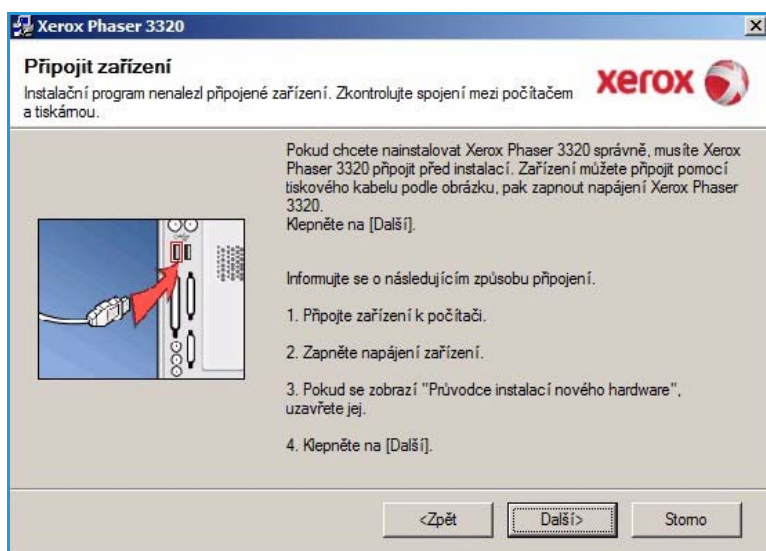 Xerox Phaser 3320
Připojit zařízení
Instalační program nenalezl připojené zařízení. Zkontrolujte spojení mezi počítačem
a tiskárnou.
xerox
Pokud chcete nainstalovat Xerox Phaser 3320 správně, musíte Xerox
Phaser 3320 připojit před instalací. Zařízení můžete připojit pomocí
tiskového kabelu podle obrázku, pak zapnout napájení Xerox Phaser
3320.
Klepněte na [Další].
Informujte se o následujícím způsobu připojení.
1. Připojte zařízení k počítači.
2. Zapněte napájení zařízení.
3. Pokud se zobrazí "Průvodce instalací nového hardware",
uzavřete jej.
4. Klepněte na [Další].
<Zpět
Další>
Storno